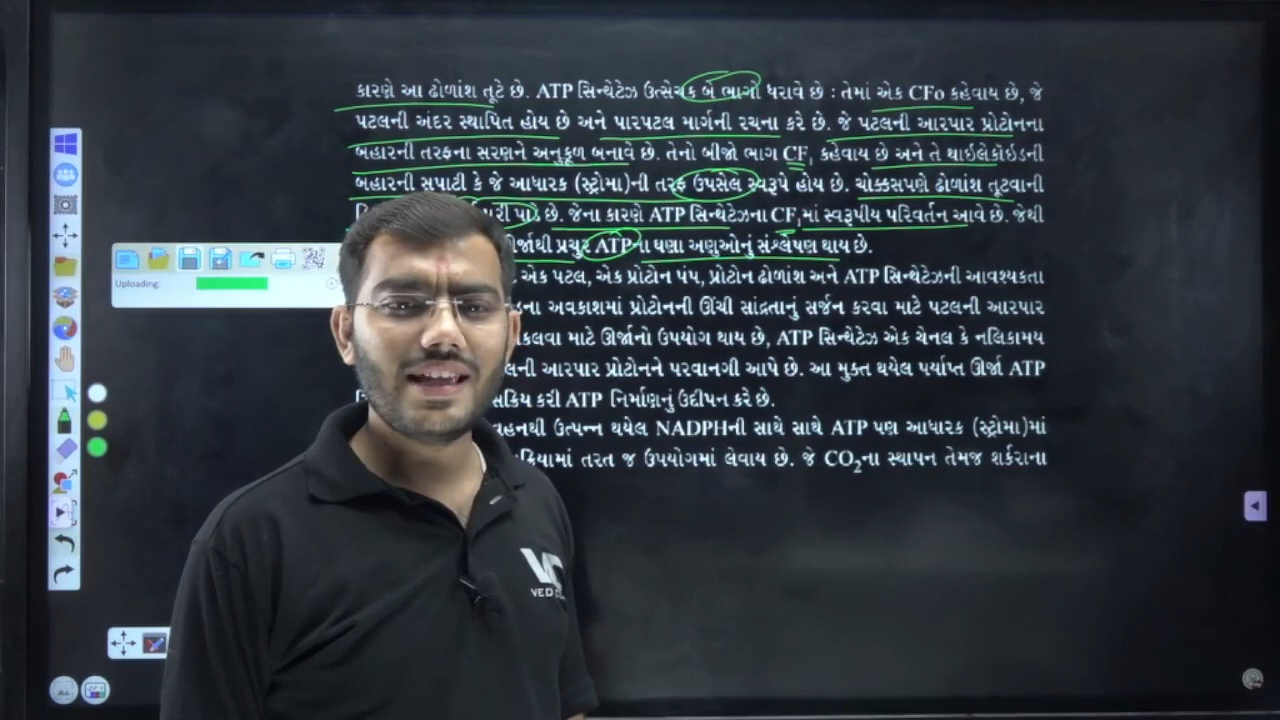 કારણે આ ઢોળાંશ તૂટે છે. ATP સિન્થેટેઝ ઉત્સેચક બે ભાગો ધરાવે છે : તેમાં એક CFo કહેવાય છે, જે
પટલની અંદર સ્થાપિત હોય છે અને પારપટલ માર્ગની રચના કરે છે. જે પટલની આરપાર પ્રોટોનના
બહારની તરફના સરણને અનુકૂળ બનાવે છે. તેનો બીજો ભાગ CF₁ કહેવાય છે અને તે થાઇલેકોઇડની
બહારની સપાટી કે જે આધારક (સ્ટ્રોમા)ની તરફ ઉપસેલ સ્વરૂપે હોય છે. ચોક્કસપણે ઢોળાંશ તૂટવાની
પાડે છે. જેના કારણે ATP સિન્થેટેઝના CF₁માં સ્વરૂપીય પરિવર્તન આવે છે. જેથી
ર્જાથી પ્રચુર ATPના ઘણા અણુઓનું સંશ્લેષણ થાય છે.
એક પટલ, એક પ્રોટોન પંપ, પ્રોટોન ઢોળાંશ અને ATP સિન્થેટેઝની આવશ્યકતા
ડના અવકાશમાં પ્રોટોનની ઊંચી સાંદ્રતાનું સર્જન કરવા માટે પટલની આરપાર
કલવા માટે ઊર્જાનો ઉપયોગ થાય છે, ATP સિન્થેટેઝ એક ચેનલ કે નલિકામય
લની આરપાર પ્રોટોનને પરવાનગી આપે છે. આ મુક્ત થયેલ પર્યાપ્ત ઊર્જા ATP
સક્રિય કરી ATP નિર્માણનું ઉદ્દીપન કરે છે.
વહનથી ઉત્પન્ન થયેલ NADPHની સાથે સાથે ATP પણ આધારક (સ્ટ્રોમા)માં
ક્રિયામાં તરત જ ઉપયોગમાં લેવાય છે. જે CO₂ના સ્થાપન તેમજ શર્કરાના
Uploading:
VED